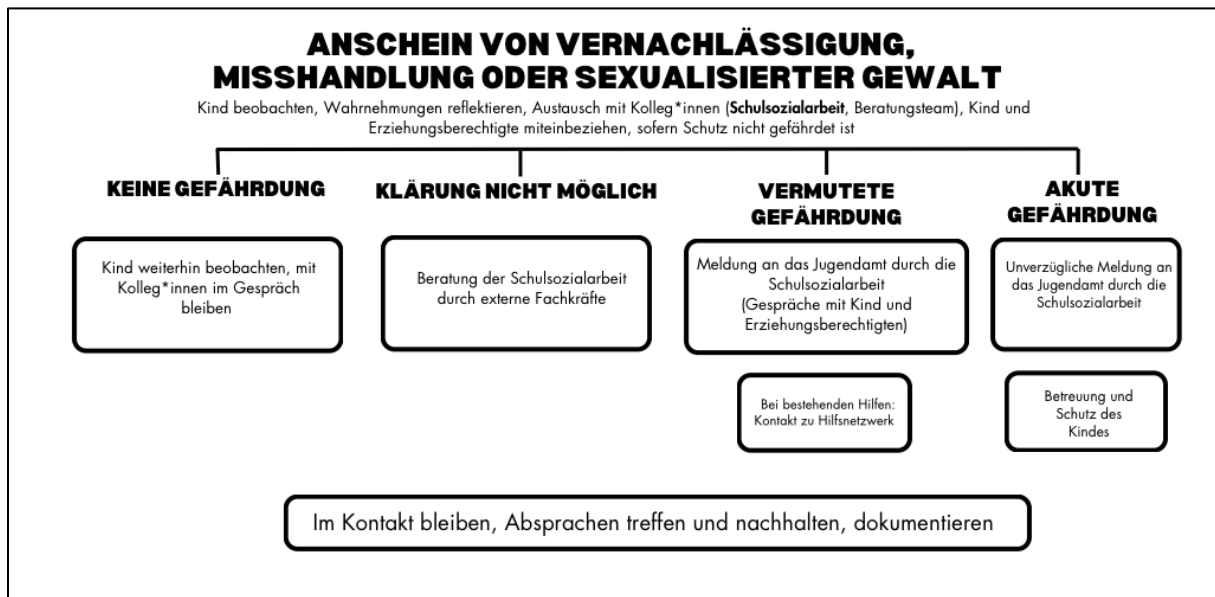 ANSCHEIN VON VERNACHLÄSSIGUNG,
MISSHANDLUNG ODER SEXUALISIERTER GEWALT
Kind beobachten, Wahrnehmungen reflektieren, Austausch mit Kolleg*innen (Schulsozialarbeit, Beratungsteam), Kind und
Erziehungsberechtigte miteinbeziehen, sofern Schutz nicht gefährdet ist
KEINE GEFÄHRDUNG
Kind weiterhin beobachten, mit
Kolleg*innen im Gespräch
bleiben
KLÄRUNG NICHT MÖGLICH
Beratung der Schulsozialarbeit
durch externe Fachkräfte
VERMUTETE
GEFÄHRDUNG
Meldung an das Jugendamt durch die
Schulsozialarbeit
(Gespräche mit Kind und
Erziehungsberechtigten)
Bei bestehenden Hilfen:
Kontakt zu Hilfsnetzwerk
AKUTE
GEFÄHRDUNG
Unverzügliche Meldung an
das Jugendamt durch die
Schulsozialarbeit
Betreuung und
Schutz des
Kindes
Im Kontakt bleiben, Absprachen treffen und nachhalten, dokumentieren